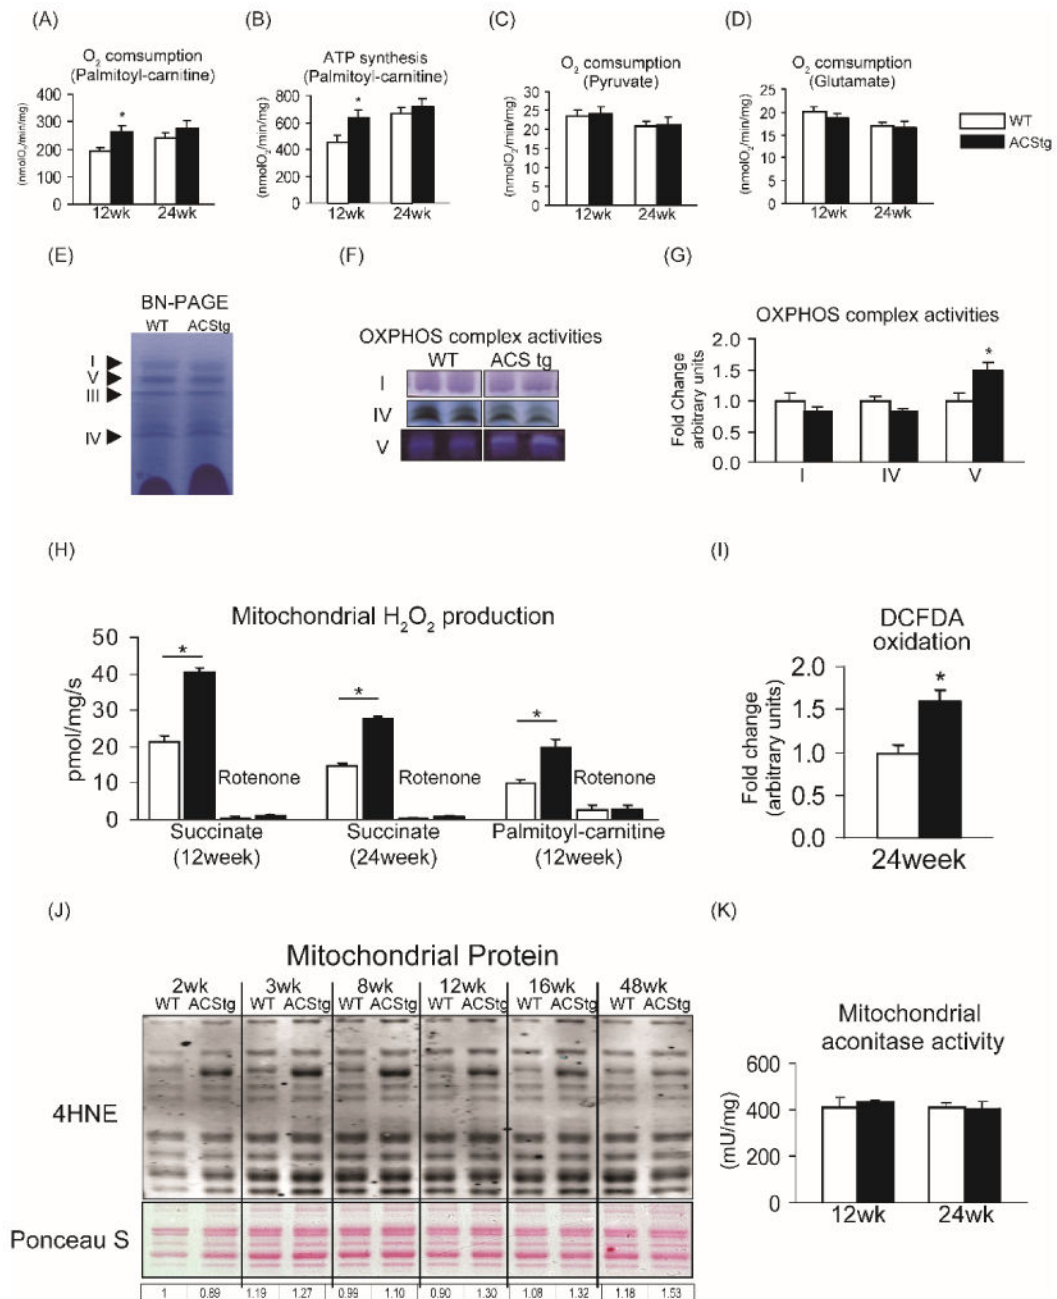 (A)
O2 comsumption
(Palmitoyl-carnitine)
(nmolO2/min/mg)
400
300
200
100
0
*
12wk
24wk
(B)
ATP synthesis
(Palmitoyl-carnitine)
(nmolO2/min/mg)
800
600
400
200
0
*
12wk
24wk
(C)
O2 comsumption
(Pyruvate)
(nmolO2/min/mg)
30
25
20
15
10
5
0
12wk
24wk
(D)
O2 comsumption
(Glutamate)
(nmolO2/min/mg)
25
20
15
10
5
0
12wk
24wk
WT
ACStg
(E)
BN-PAGE
WT ACStg
I
V
III
IV
(F)
OXPHOS complex activities
WT ACS tg
I
IV
V
(G)
OXPHOS complex activities
Fold Change
arbitrary units
2.0
1.5
1.0
0.5
0.0
*
I IV V
(H)
Mitochondrial H2O2 production
pmol/mg/s
50
40
30
20
10
0
*
Rotenone
*
Rotenone
*
Rotenone
Succinate
(12week)
Succinate
(24week)
Palmitoyl-carnitine
(12week)
(I)
DCFDA
oxidation
Fold change
(arbitrary units)
2.0
1.5
1.0
0.5
0.0
*
24week
(J)
Mitochondrial Protein
2wk 3wk 8wk 12wk 16wk 48wk
WT ACStg WT ACStg WT ACStg WT ACStg WT ACStg WT ACStg
4HNE
Ponceau S
1 0.89 1.19 1.27 0.99 1.10 0.90 1.30 1.08 1.32 1.18 1.53
(K)
Mitochondrial
aconitase activity
(mU/mg)
600
400
200
0
12wk
24wk